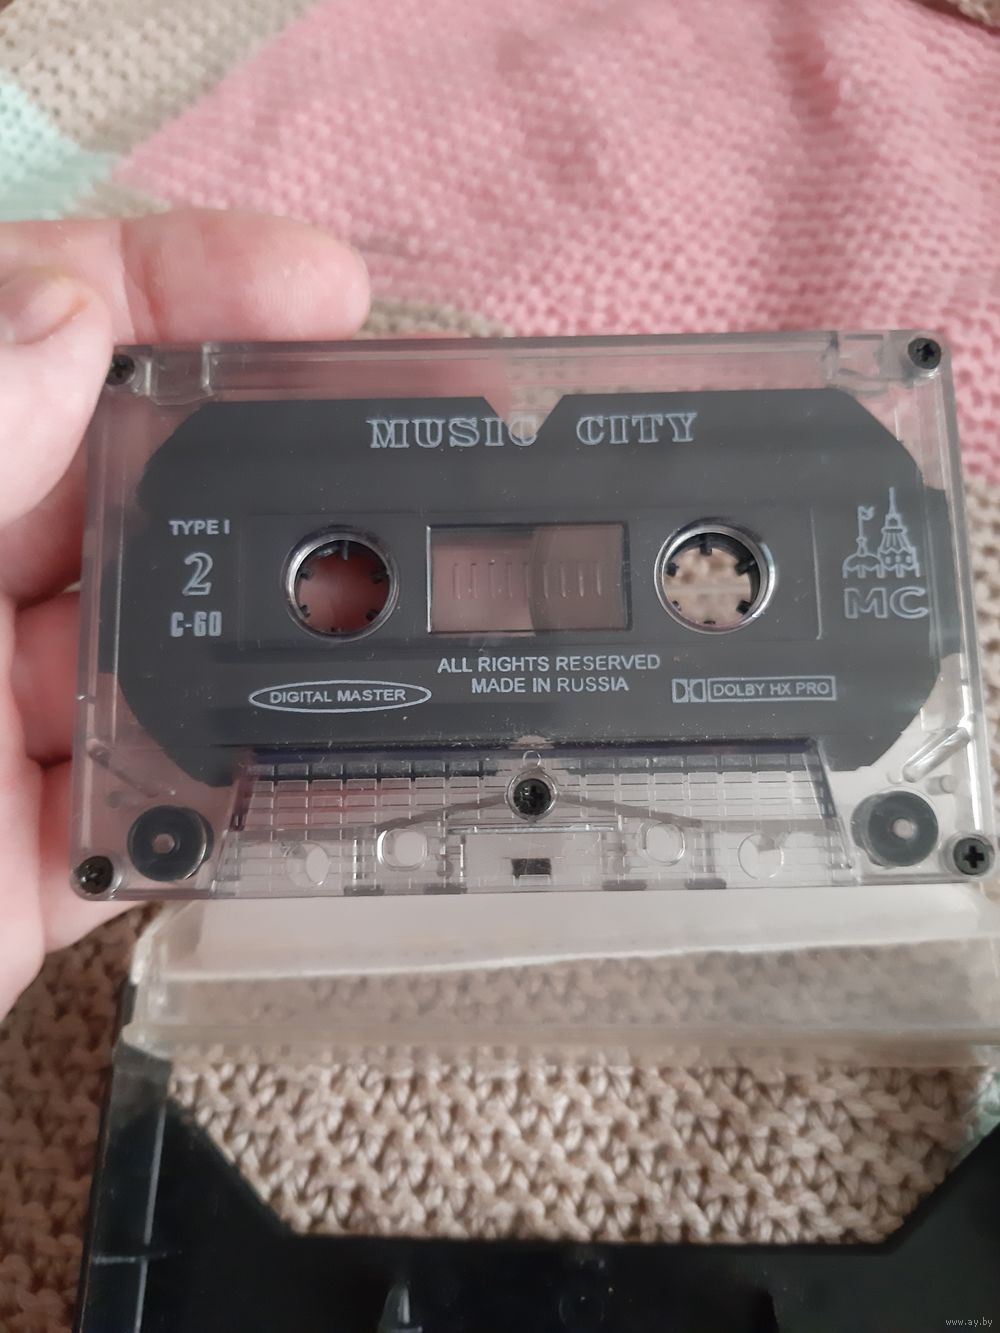 MUSIC CITY
TYPE I
2
C-60
MC
ALL RIGHTS RESERVED
MADE IN RUSSIA
DIGITAL MASTER
DOLBY HX PRO
www.ay.by